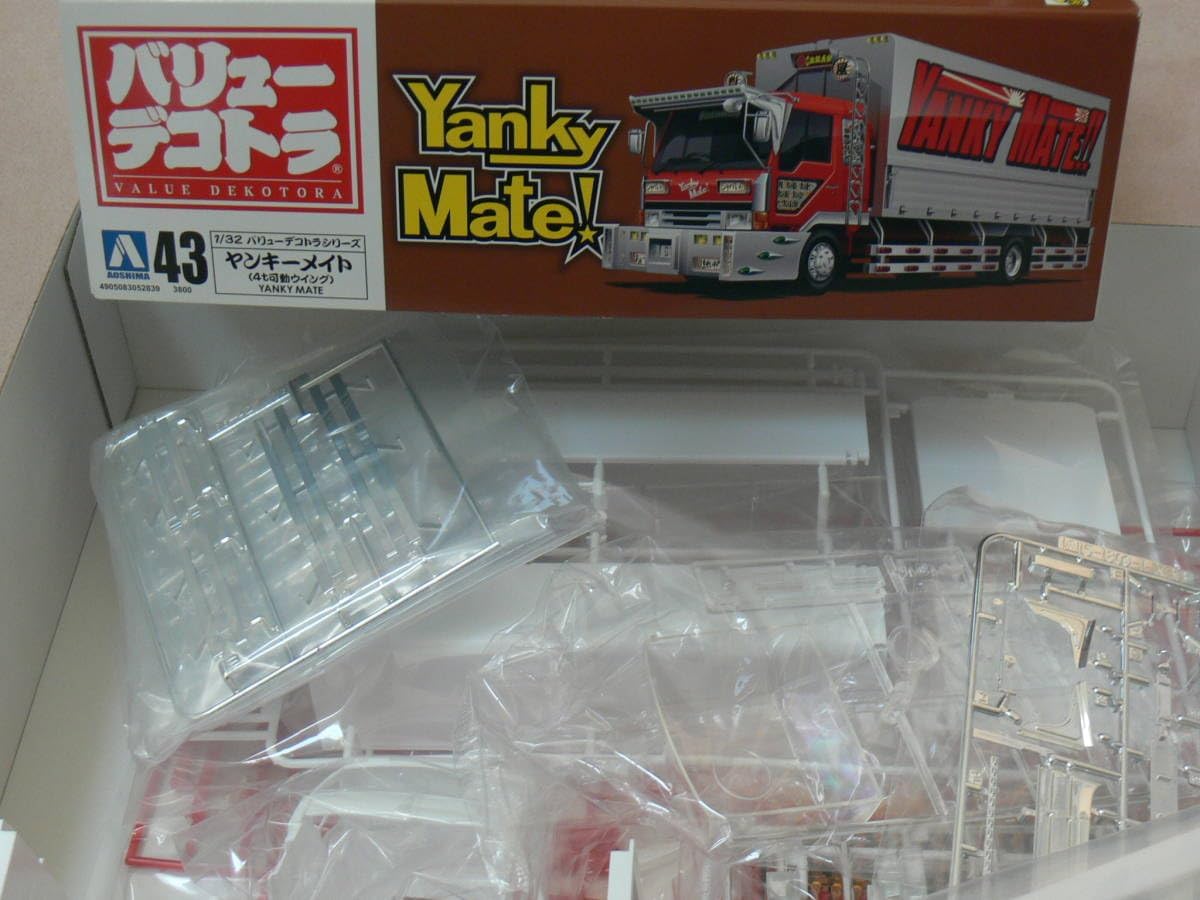 バリュー
デコトラ®
VALUE DEKOTORA
AOSHIMA
43
1/32 バリューデコトラシリーズ
ヤンキーメイト
(4t可動ウイング)
YANKY MATE
4905083052839 3800
Yanky
Mate!
YANKY MATE!!
Yanky
Mate!